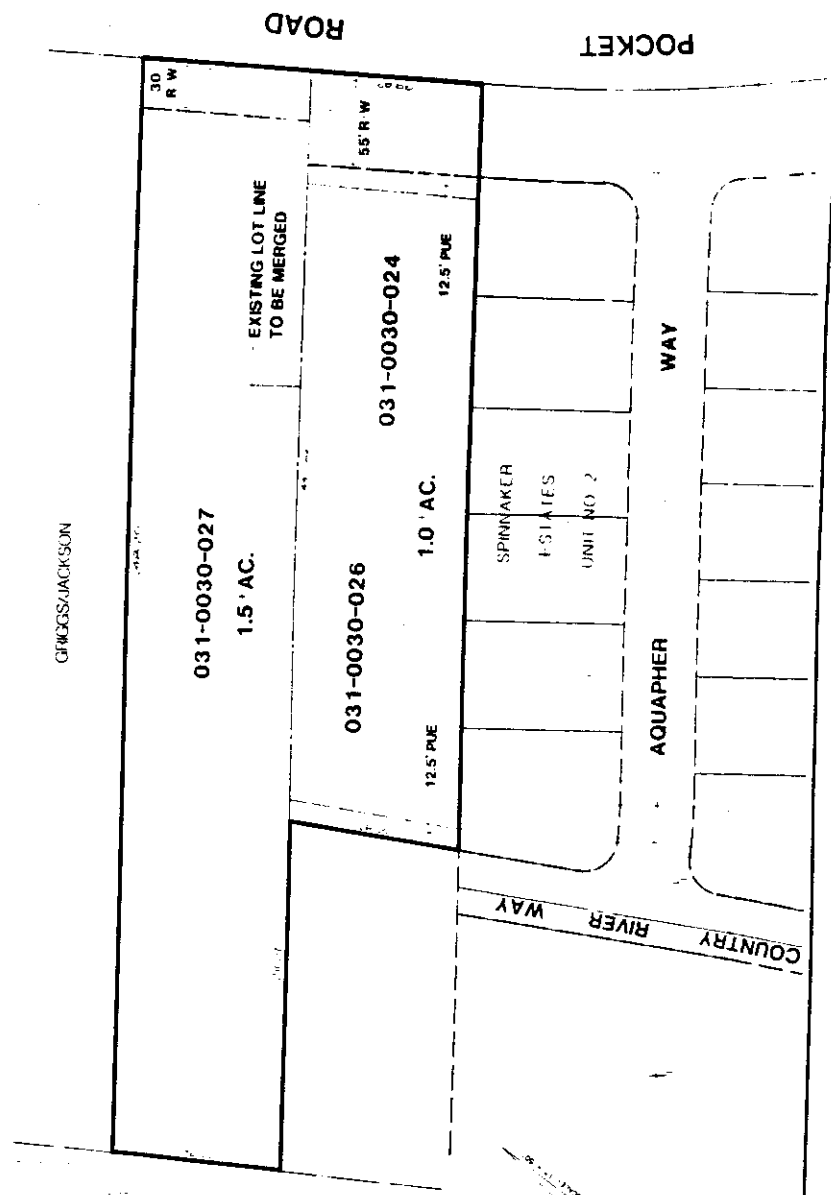 POCKET ROAD
30
R W
55' R W
EXISTING LOT LINE
TO BE MERGED
GRIGGS/JACKSON
031-0030-027
1.5 ' AC.
031-0030-024
12.5' PUE
031-0030-026
1.0 ' AC.
12.5' PUE
SPINNAKER
ESTATES
UNIT NO 2
AQUAPHER WAY
COUNTRY RIVER WAY